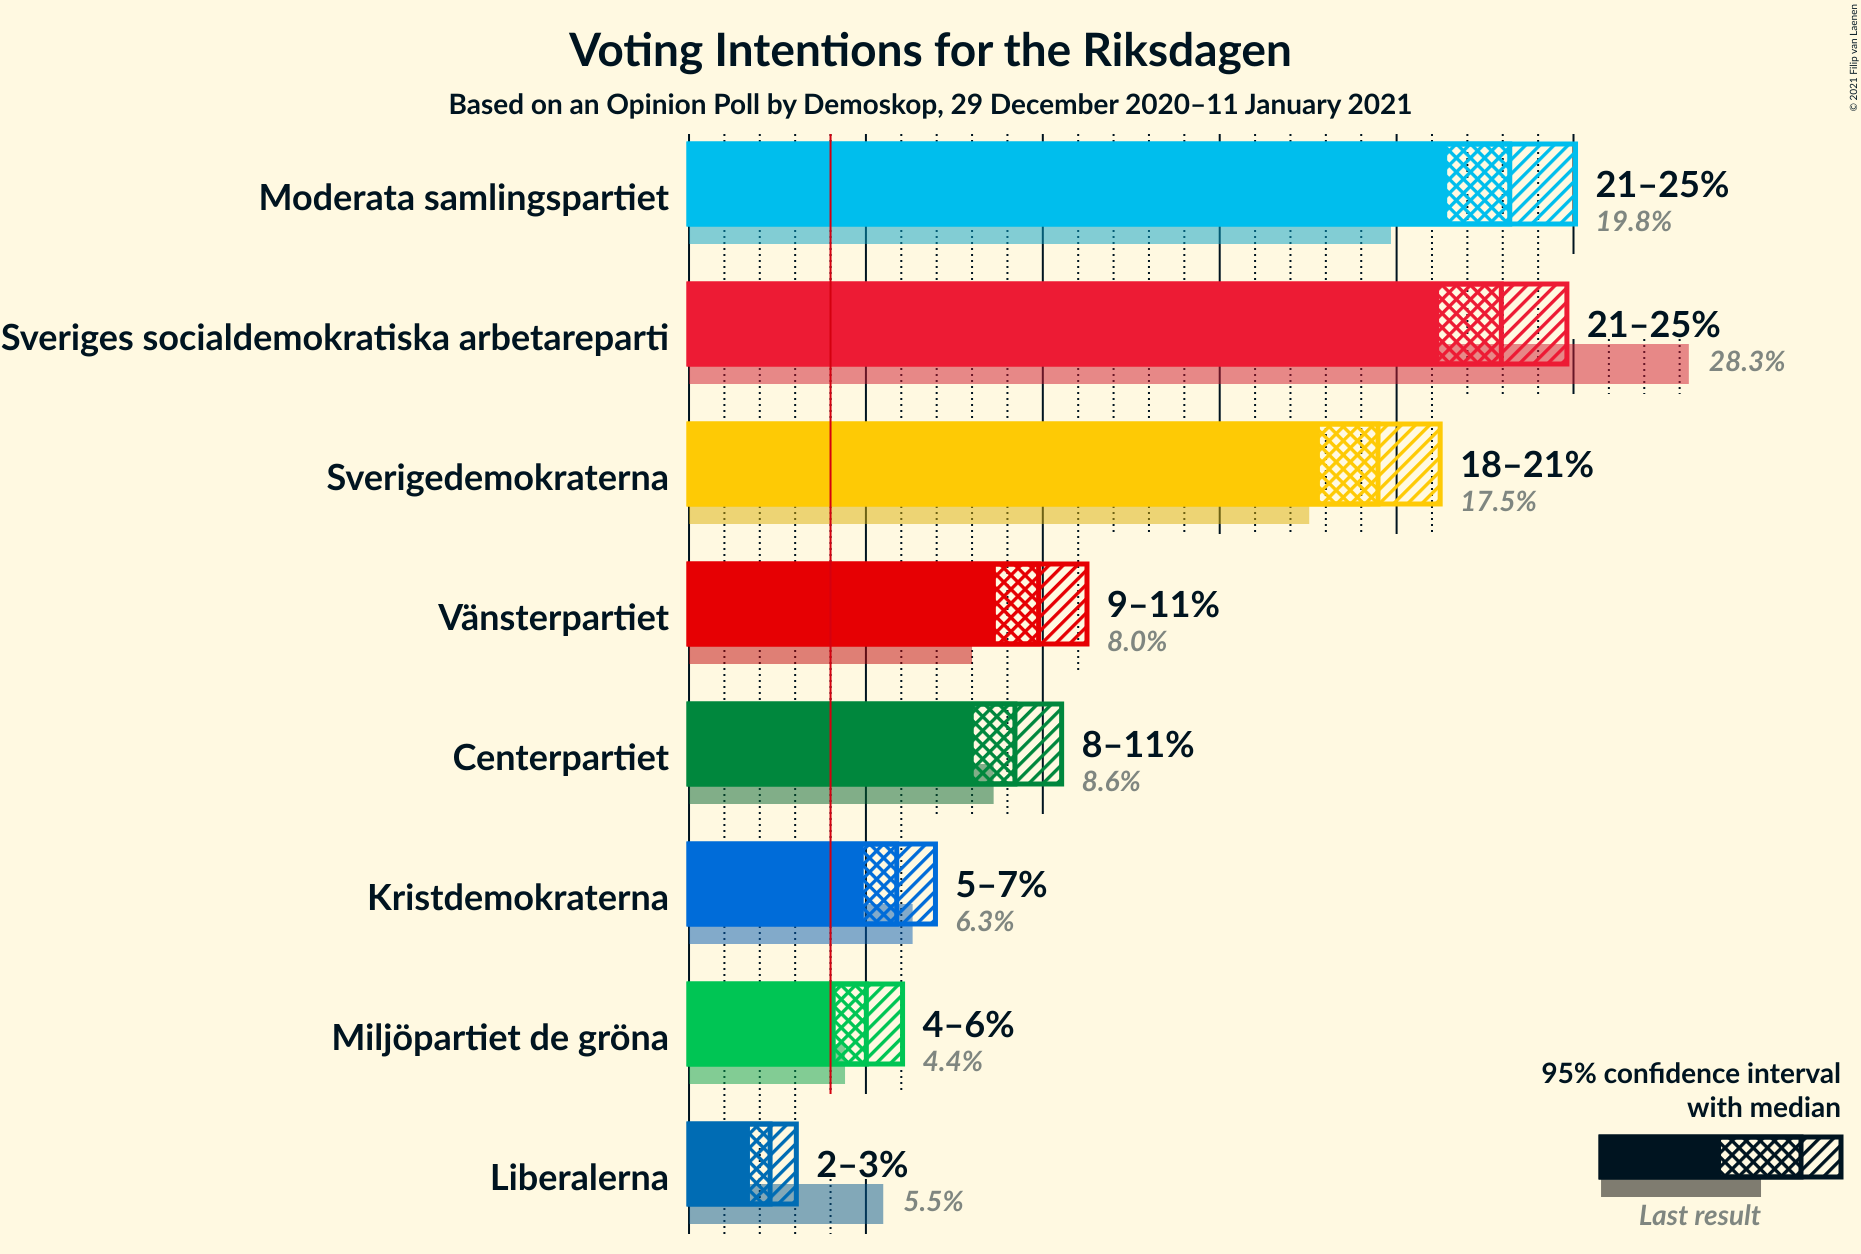 Voting Intentions for the Riksdagen
Based on an Opinion Poll by Demoskop, 29 December 2020–11 January 2021
© 2021 Filip van Laenen
Moderata samlingspartiet
21–25%
19.8%
Sveriges socialdemokratiska arbetareparti
21–25%
28.3%
Sverigedemokraterna
18–21%
17.5%
Vänsterpartiet
9–11%
8.0%
Centerpartiet
8–11%
8.6%
Kristdemokraterna
5–7%
6.3%
Miljöpartiet de gröna
4–6%
4.4%
Liberalerna
2–3%
5.5%
95% confidence interval
with median
Last result